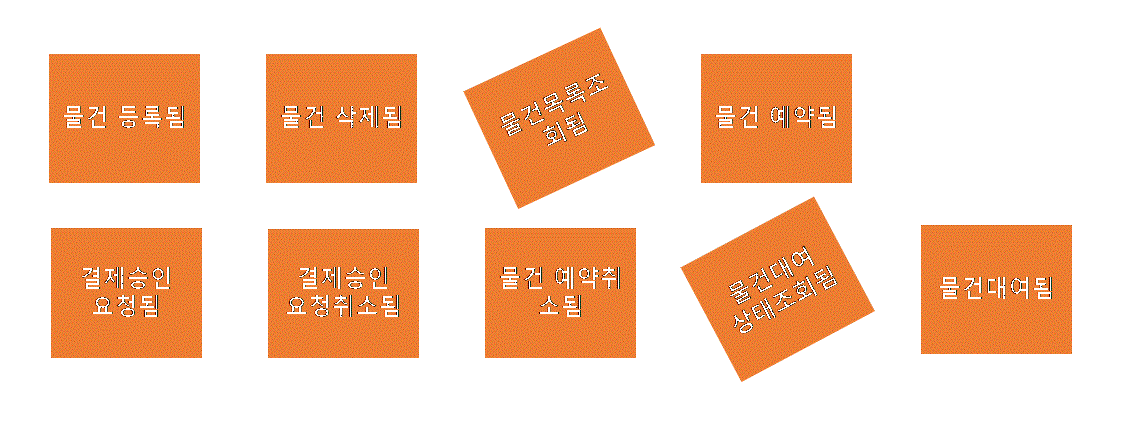 물건 등록됨
물건 삭제됨
물건목록조
회됨
물건 예약됨
결제승인
요청됨
결제승인
요청취소됨
물건 예약취
소됨
물건대여
상태조회됨
물건대여됨